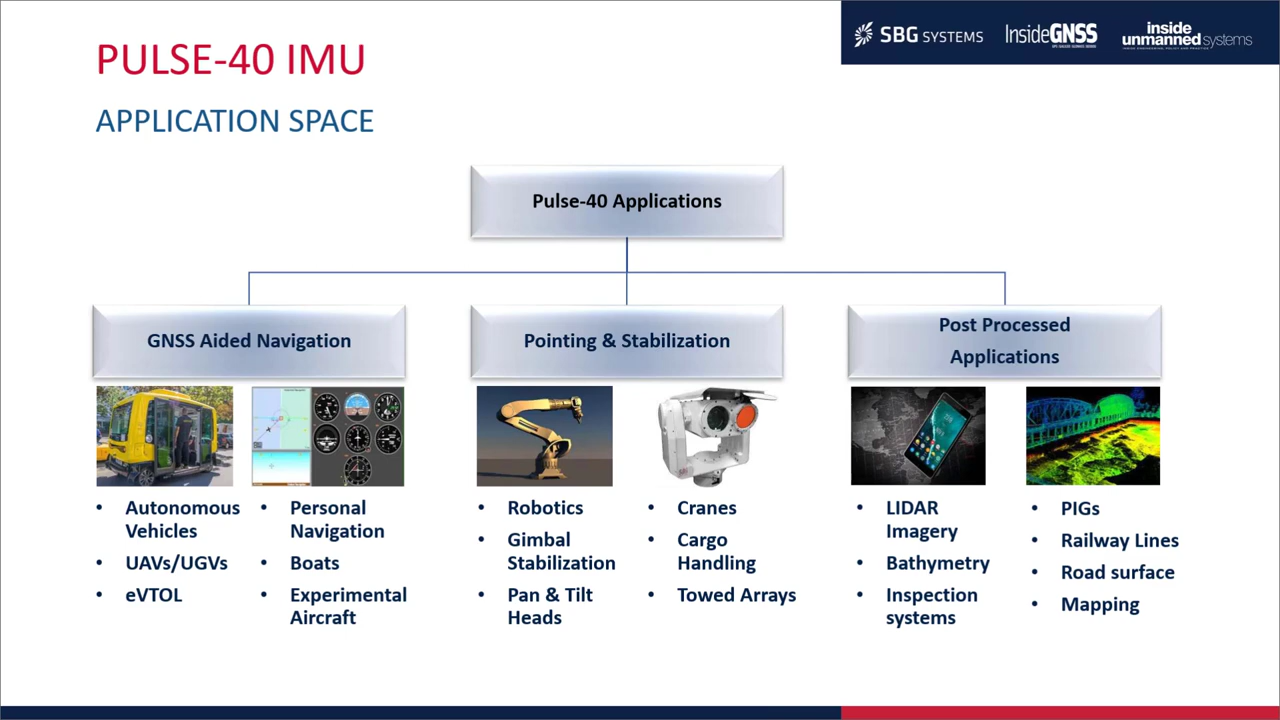 SBG SYSTEMS
InsideGNSS
inside
unmannedsystems
PULSE-40 IMU
APPLICATION SPACE
Pulse-40 Applications
GNSS Aided Navigation
• Autonomous
Vehicles
• UAVs/UGVs
• eVTOL
• Personal
Navigation
• Boats
• Experimental
Aircraft
Pointing & Stabilization
• Robotics
• Gimbal
Stabilization
• Pan & Tilt
Heads
• Cranes
• Cargo
Handling
• Towed Arrays
Post Processed
Applications
• LIDAR
Imagery
• Bathymetry
• Inspection
systems
• PIGs
• Railway Lines
• Road surface
• Mapping